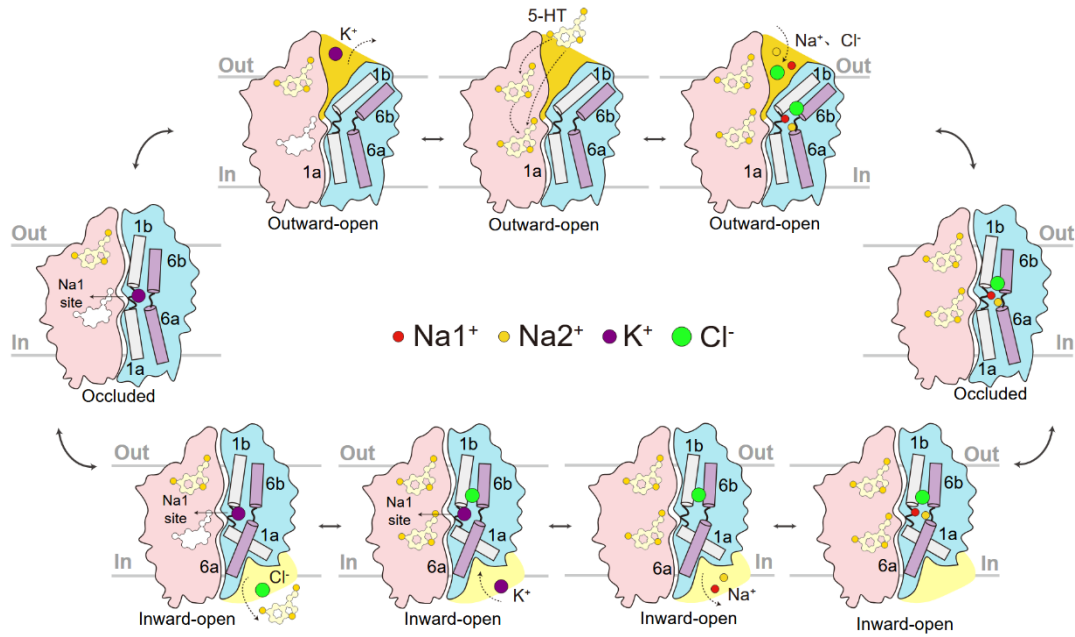 5-HT
K⁺
Na⁺、Cl⁻
Out
1b
6b
6a
1a
In
Outward-open
1b
6b
6a
1a
Outward-open
Out
1b
6b
6a
1a
In
Outward-open
Out
1b
6b
Na1
site
6a
In
1a
Occluded
Na1⁺ Na2⁺ K⁺ Cl⁻
Out
1b
6b
6a
In
1a
Occluded
Out
1b
6b
Na1
site
1a
6a
In
Cl⁻
Inward-open
Out
1b
6b
Na1
site
1a
6a
In
K⁺
Inward-open
Out
1b
6b
1a
6a
In
Na⁺
Inward-open
Out
1b
6b
1a
6a
In
Inward-open